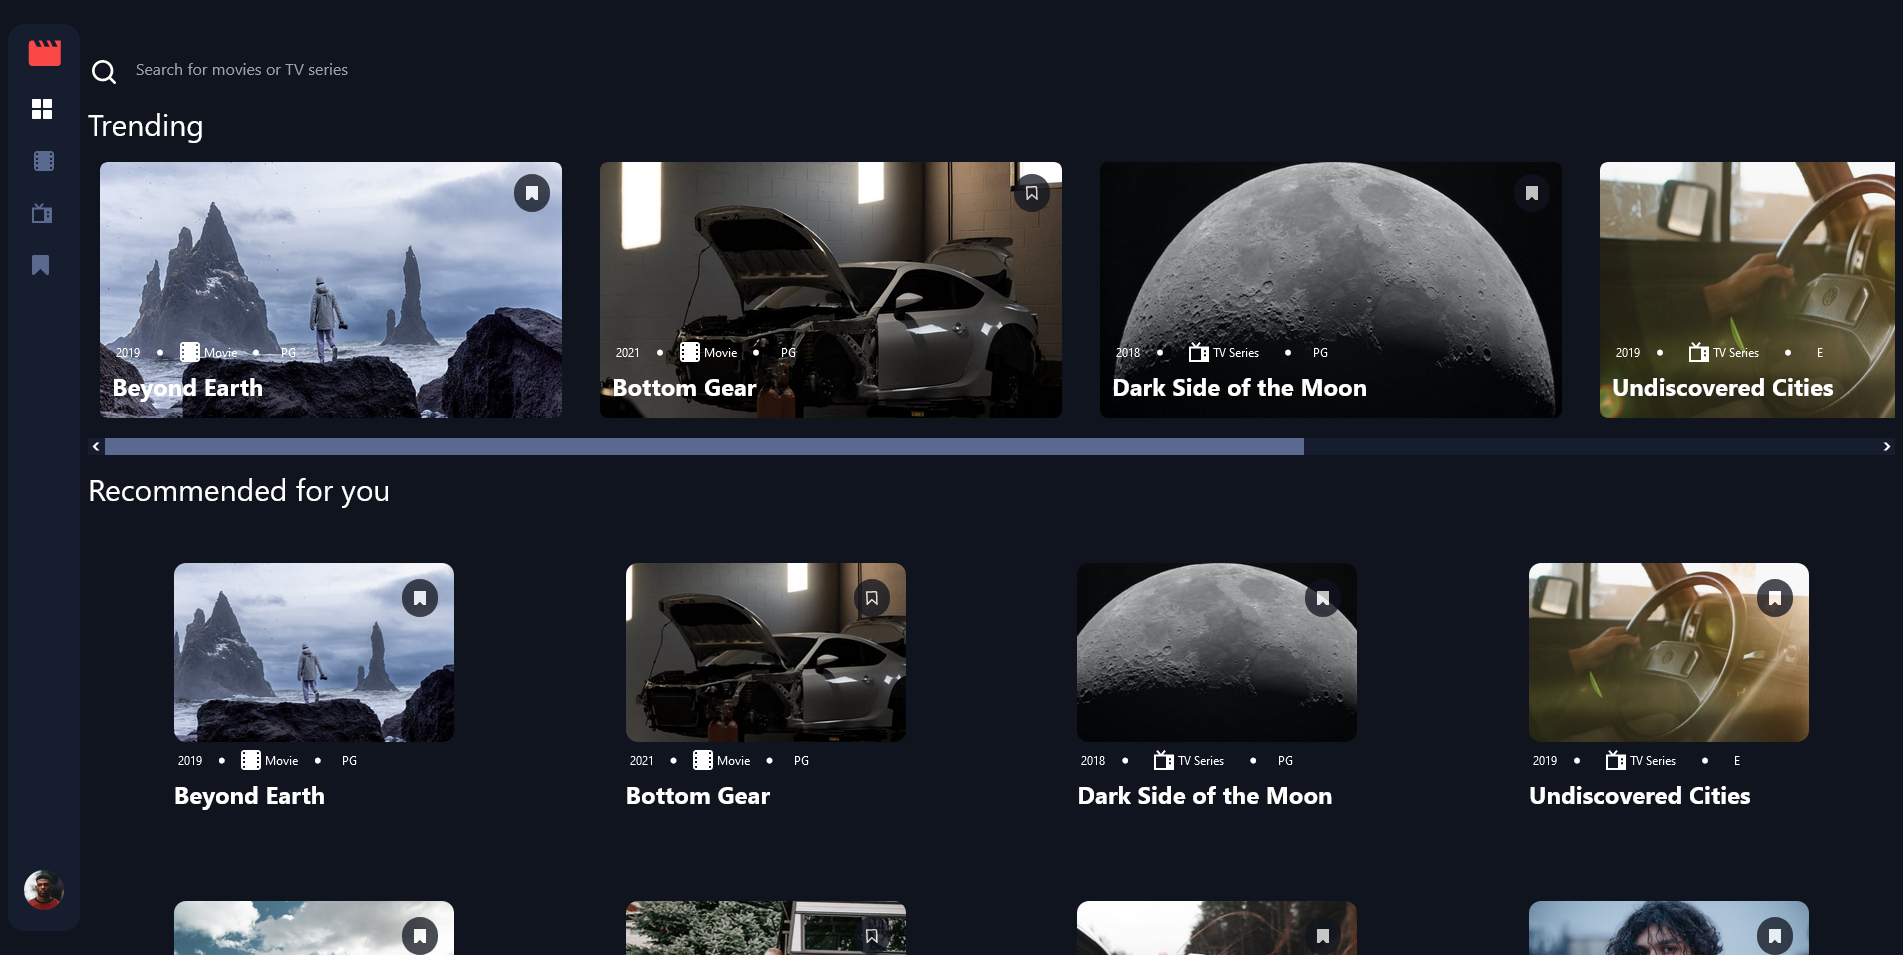 Search for movies or TV series
Trending
2019 • Movie • PG
Beyond Earth
2021 • Movie • PG
Bottom Gear
2018 • TV Series • PG
Dark Side of the Moon
2019 • TV Series • E
Undiscovered Cities
Recommended for you
2019 • Movie • PG
Beyond Earth
2021 • Movie • PG
Bottom Gear
2018 • TV Series • PG
Dark Side of the Moon
2019 • TV Series • E
Undiscovered Cities